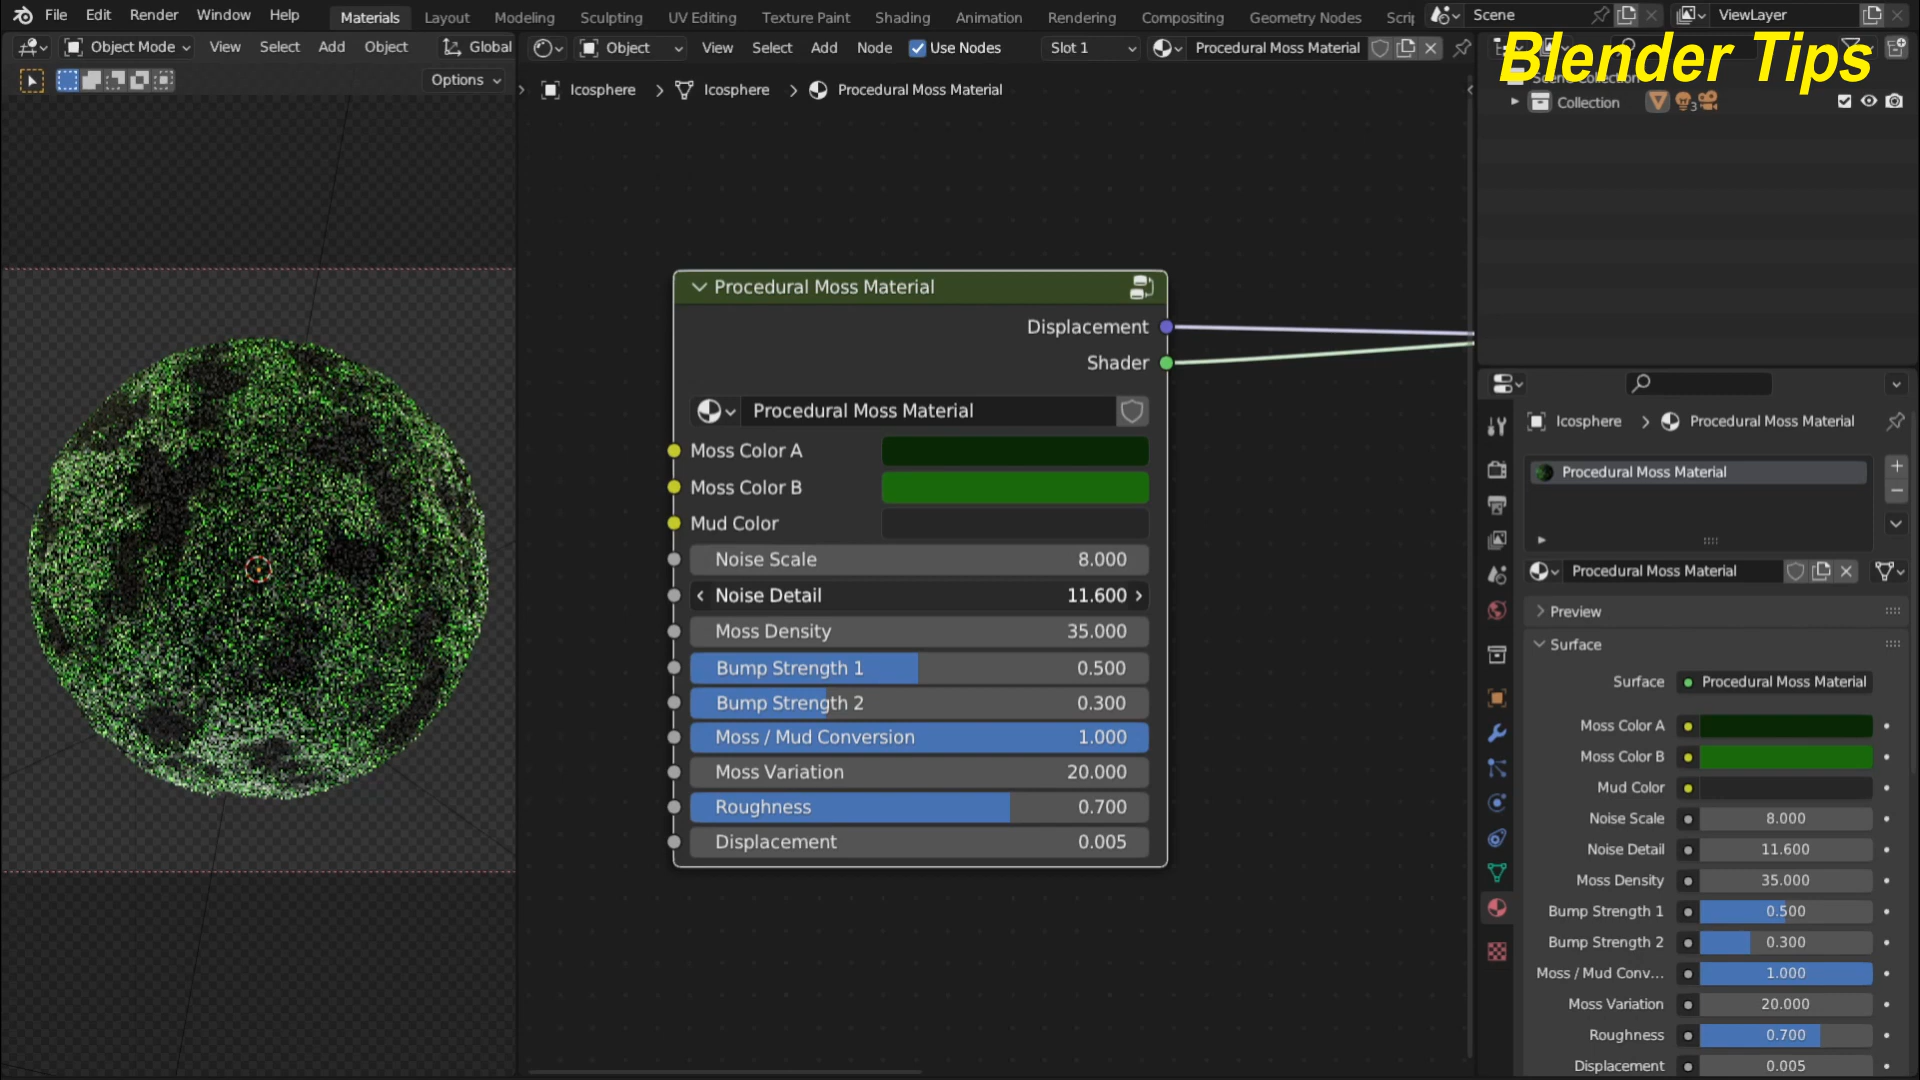 File Edit Render Window Help Materials Layout Modeling Sculpting UV Editing Texture Paint Shading Animation Rendering Compositing Geometry Nodes Scrip Scene ViewLayer
Object Mode View Select Add Object Global Object View Select Add Node Use Nodes Slot 1 Procedural Moss Material
Blender Tips
Options
Scene Collection
Icosphere > Icosphere > Procedural Moss Material
Collection 3
Procedural Moss Material
Displacement
Shader
Procedural Moss Material
Moss Color A
Moss Color B
Mud Color
Noise Scale 8.000
Noise Detail 11.600
Moss Density 35.000
Bump Strength 1 0.500
Bump Strength 2 0.300
Moss / Mud Conversion 1.000
Moss Variation 20.000
Roughness 0.700
Displacement 0.005
Icosphere > Procedural Moss Material
Procedural Moss Material
Procedural Moss Material
Preview
Surface
Surface Procedural Moss Material
Moss Color A
Moss Color B
Mud Color
Noise Scale 8.000
Noise Detail 11.600
Moss Density 35.000
Bump Strength 1 0.500
Bump Strength 2 0.300
Moss / Mud Conv... 1.000
Moss Variation 20.000
Roughness 0.700
Displacement 0.005